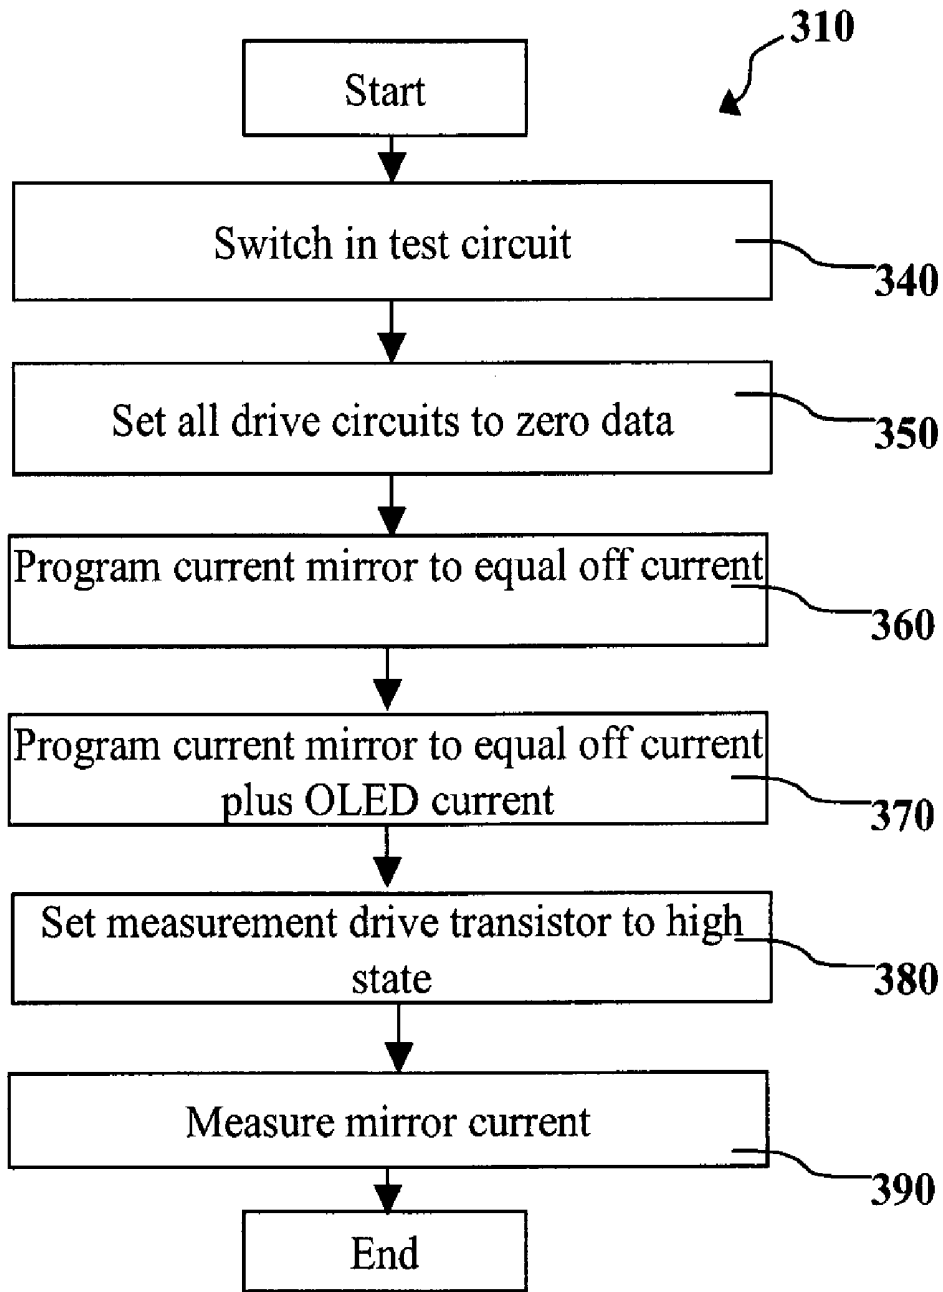 310
Start
Switch in test circuit
340
Set all drive circuits to zero data
350
Program current mirror to equal off current
360
Program current mirror to equal off current
plus OLED current
370
Set measurement drive transistor to high
state
380
Measure mirror current
390
End